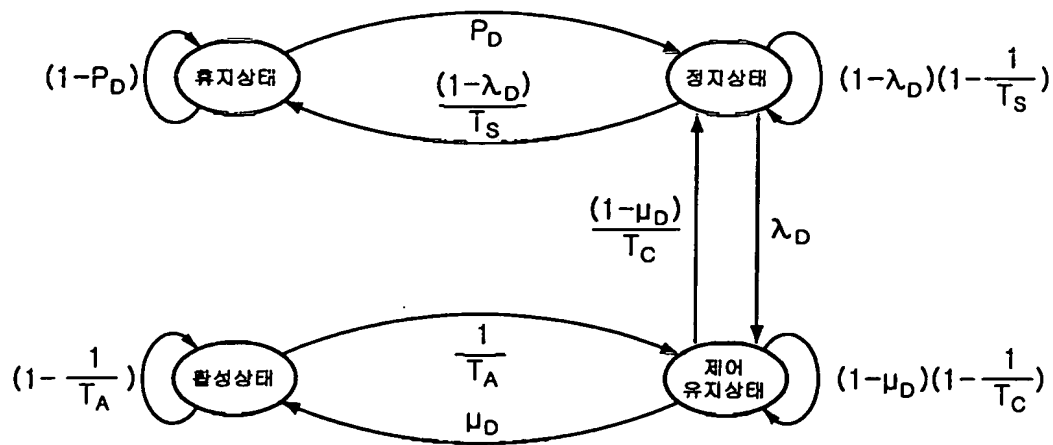 P_D
(1-P_D)
휴지상태
정지상태
(1-λ_D)(1-1/T_S)
(1-λ_D)/T_S
(1-μ_D)/T_C
λ_D
(1-1/T_A)
활성상태
1/T_A
제어
유지상태
(1-μ_D)(1-1/T_C)
μ_D